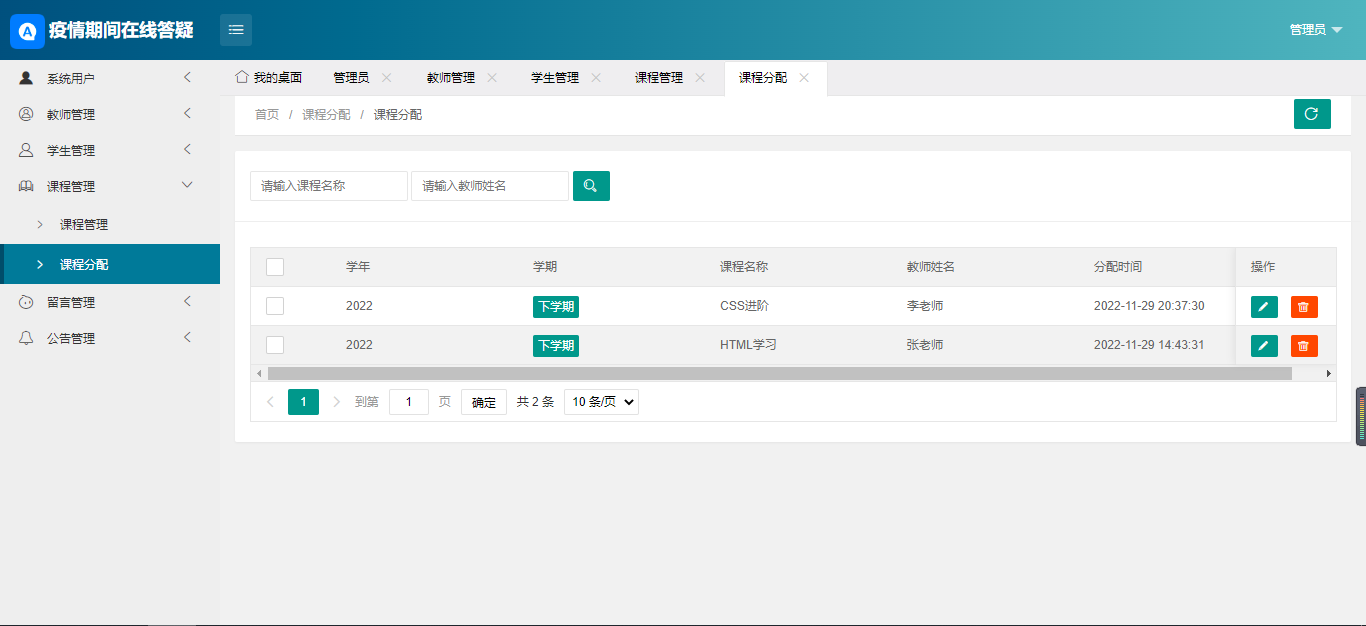 疫情期间在线答疑
管理员
系统用户
教师管理
学生管理
课程管理
课程管理
课程分配
留言管理
公告管理
我的桌面 管理员 教师管理 学生管理 课程管理 课程分配
首页 / 课程分配 / 课程分配
请输入课程名称 请输入教师姓名
学年 学期 课程名称 教师姓名 分配时间 操作
2022 下学期 CSS进阶 李老师 2022-11-29 20:37:30
2022 下学期 HTML学习 张老师 2022-11-29 14:43:31
1 到第 1 页 确定 共 2 条 10 条/页